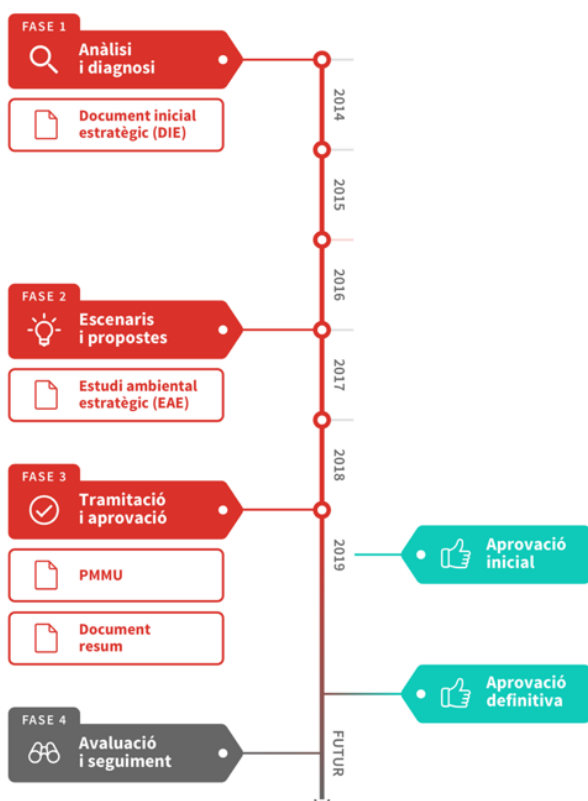 FASE 1
Anàlisi
i diagnosi
Document inicial
estratègic (DIE)
2014
2015
2016
FASE 2
Escenaris
i propostes
Estudi ambiental
estratègic (EAE)
2017
2018
FASE 3
Tramitació
i aprovació
PMMU
Document
resum
2019
Aprovació
inicial
Aprovació
definitiva
FASE 4
Avaluació
i seguiment
FUTUR